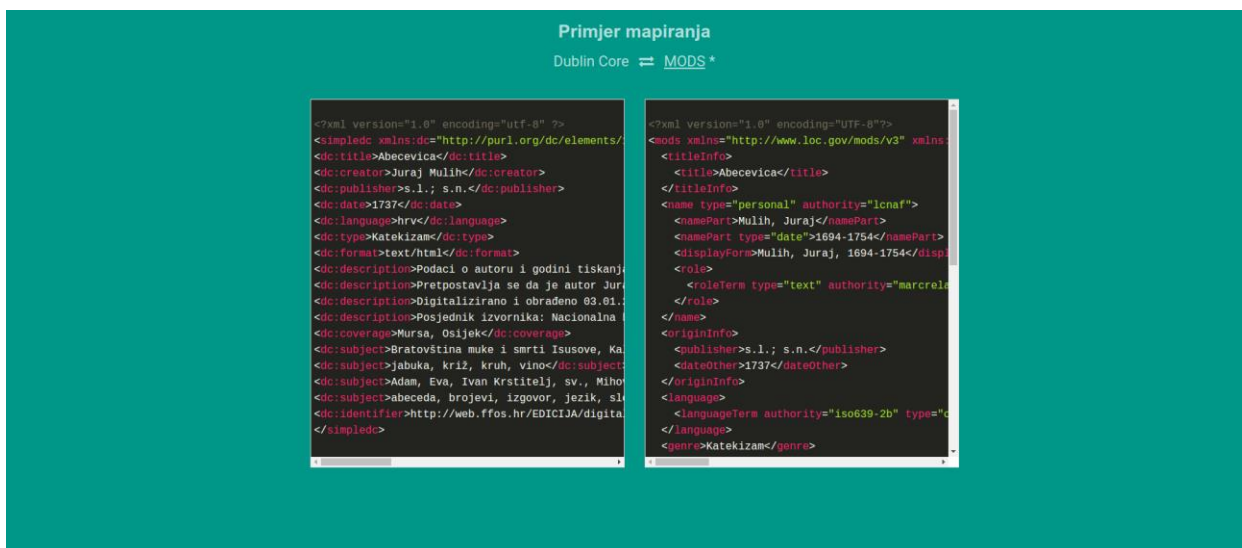 Primjer mapiranja
Dublin Core ⇄ MODS *
<?xml version="1.0" encoding="utf-8" ?>
<simpledc xmlns:dc="http://purl.org/dc/elements/
<dc:title>Abecevica</dc:title>
<dc:creator>Juraj Mulih</dc:creator>
<dc:publisher>s.l.; s.n.</dc:publisher>
<dc:date>1737</dc:date>
<dc:language>hrv</dc:language>
<dc:type>Katekizam</dc:type>
<dc:format>text/html</dc:format>
<dc:description>Podaci o autoru i godini tiskanja
<dc:description>Pretpostavlja se da je autor Jura
<dc:description>Digitalizirano i obrađeno 03.01.
<dc:description>Posjednik izvornika: Nacionalna
<dc:coverage>Mursa, Osijek</dc:coverage>
<dc:subject>Bratovština muke i smrti Isusove, Ka
<dc:subject>jabuka, križ, kruh, vino</dc:subject>
<dc:subject>Adam, Eva, Ivan Krstitelj, sv., Miho
<dc:subject>abeceda, brojevi, izgovor, jezik, sl
<dc:identifier>http://web.ffos.hr/EDICIJA/digita
</simpledc>
<?xml version="1.0" encoding="UTF-8"?>
<mods xmlns="http://www.loc.gov/mods/v3" xmlns:
<titleInfo>
<title>Abecevica</title>
</titleInfo>
<name type="personal" authority="lcnaf">
<namePart>Mulih, Juraj</namePart>
<namePart type="date">1694-1754</namePart>
<displayForm>Mulih, Juraj, 1694-1754</displ
<role>
<roleTerm type="text" authority="marcrela
</role>
</name>
<originInfo>
<publisher>s.l.; s.n.</publisher>
<dateOther>1737</dateOther>
</originInfo>
<language>
<languageTerm authority="iso639-2b" type="c
</language>
<genre>Katekizam</genre>